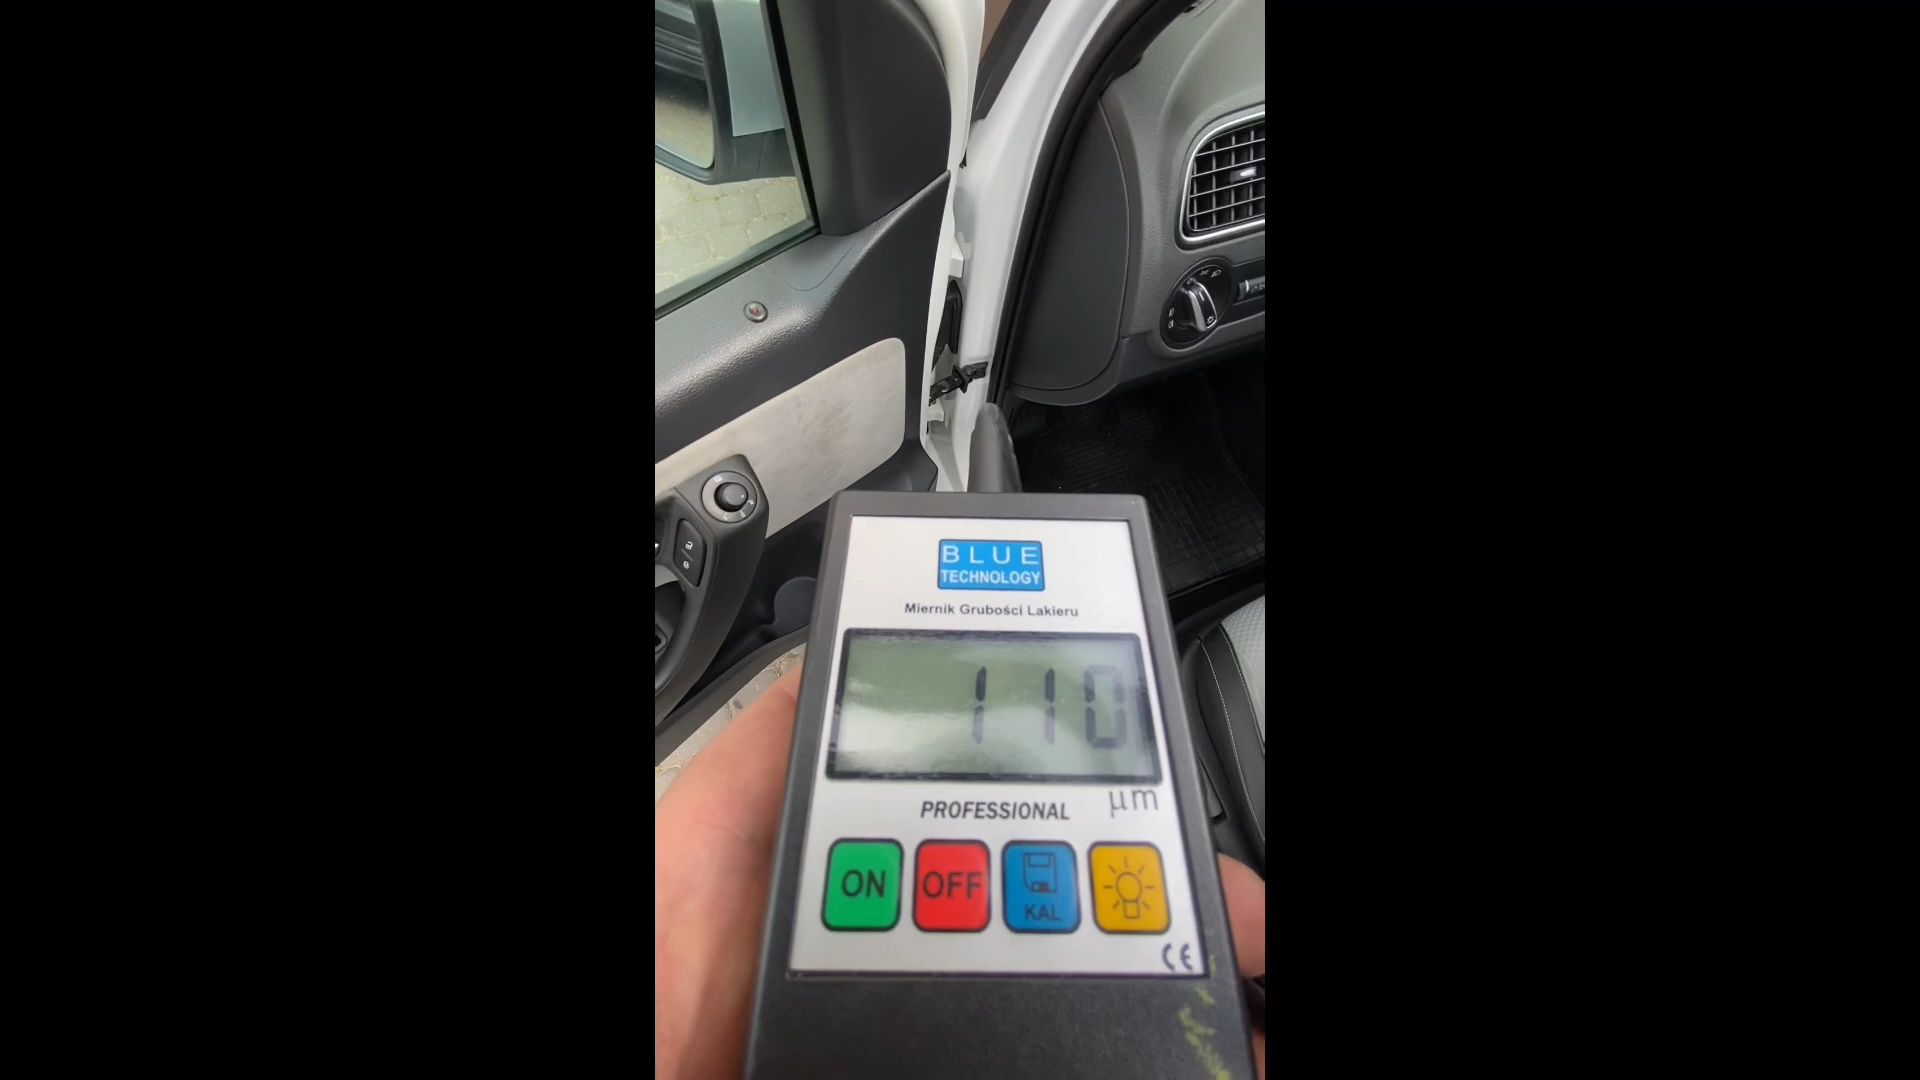 BLUE
TECHNOLOGY
Miernik Grubości Lakieru
110
µm
PROFESSIONAL
ON
OFF
KAL
CE